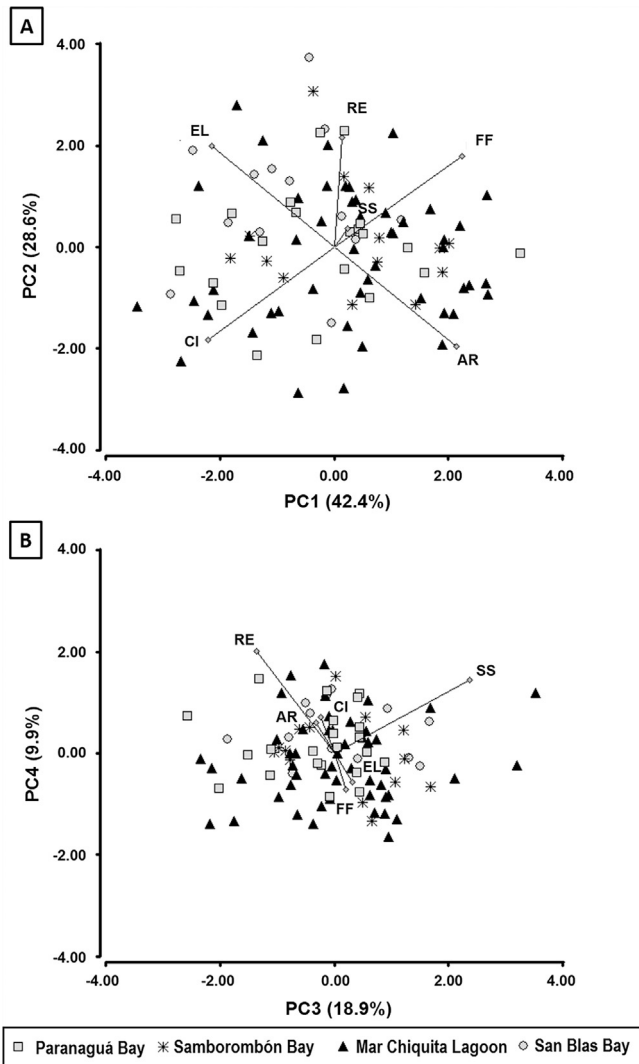 A
4.00
2.00
0.00
-2.00
-4.00
PC2 (28.6%)
EL
RE
FF
SS
CI
AR
-4.00 -2.00 0.00 2.00 4.00
PC1 (42.4%)
B
4.00
2.00
0.00
-2.00
-4.00
PC4 (9.9%)
RE
SS
CI
AR
EL
FF
-4.00 -2.00 0.00 2.00 4.00
PC3 (18.9%)
Paranaguá Bay Samborombón Bay Mar Chiquita Lagoon San Blas Bay